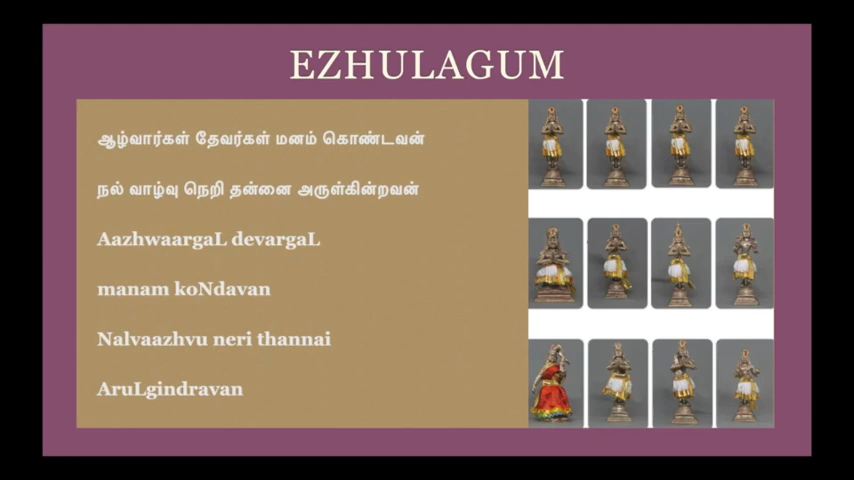 EZHULAGUM
ஆழ்வார்கள் தேவர்கள் மனம் கொண்டவன்
நல் வாழ்வு நெறி தன்னை அருள்கின்றவன்
AazhwaargaL devargaL
manam koNdavan
Nalvaazhvu neri thannai
AruLgindravan